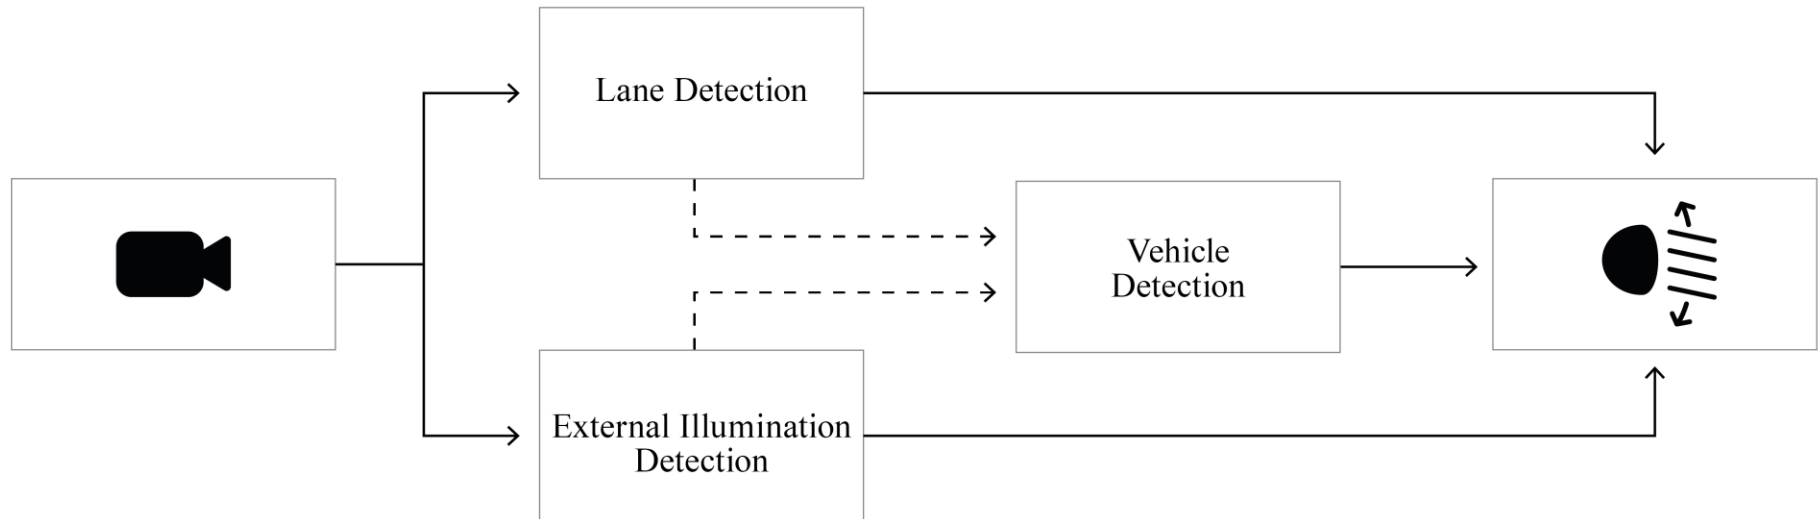 Lane Detection
Vehicle
Detection
External Illumination
Detection